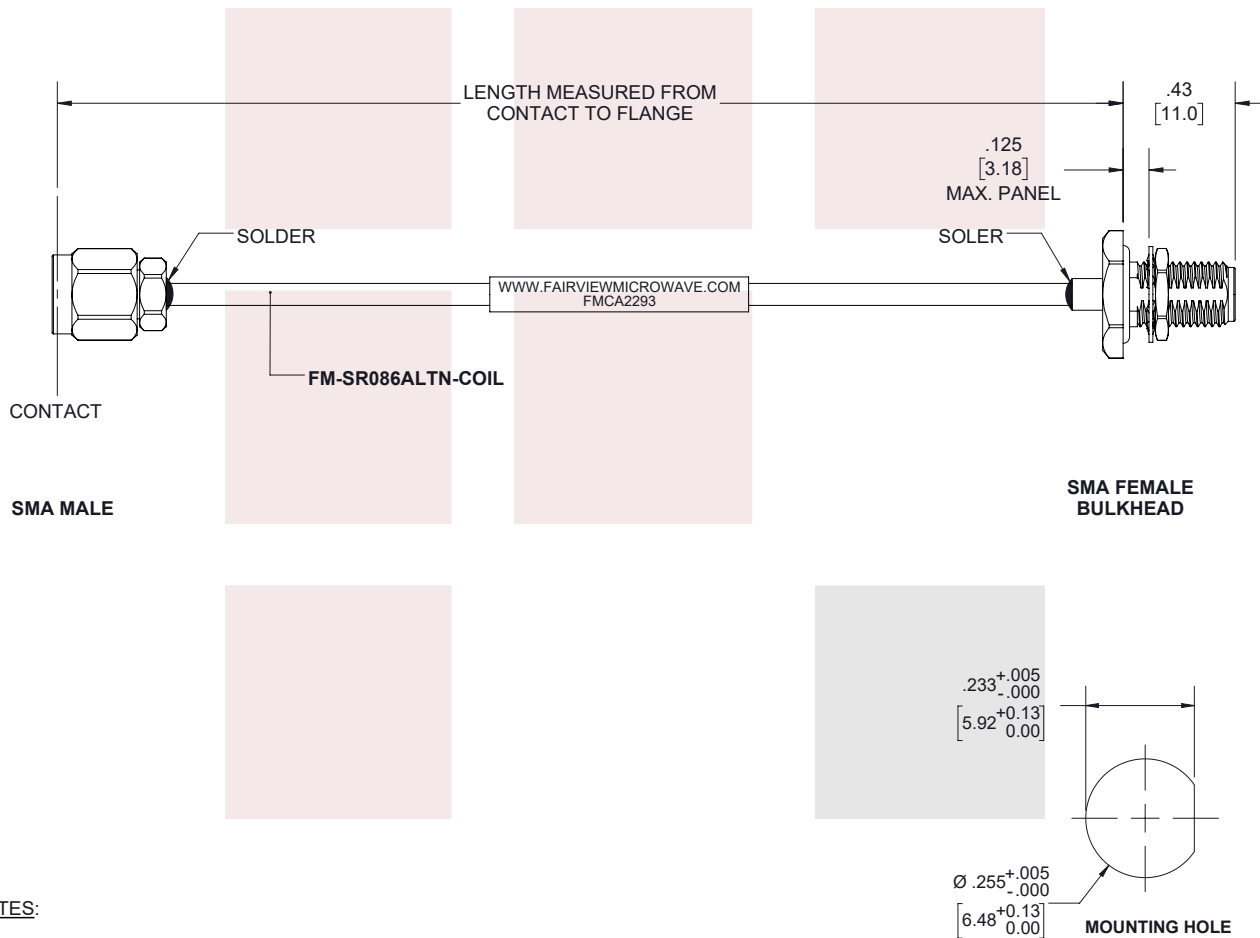 LENGTH MEASURED FROM
CONTACT TO FLANGE
.43
[11.0]
.125
[3.18]
MAX. PANEL
SOLDER
SOLER
WWW.FAIRVIEWMICROWAVE.COM
FMCA2293
FM-SR086ALTN-COIL
CONTACT
SMA MALE
SMA FEMALE
BULKHEAD
.233 +.005
-.000
[5.92 +0.13
0.00]
Ø .255 +.005
-.000
[6.48 +0.13
0.00]
MOUNTING HOLE
TES: